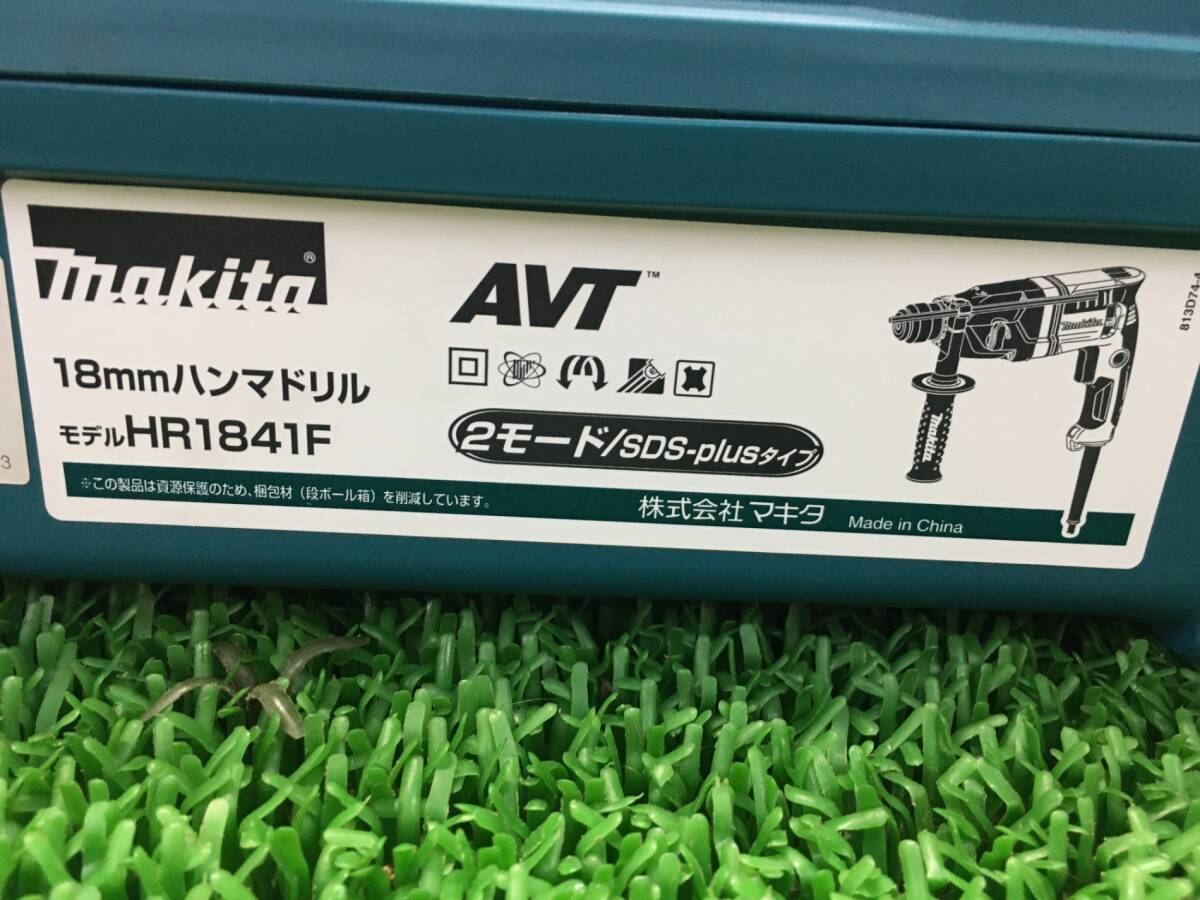 makita®
AVT™
18mmハンマドリル
モデルHR1841F
2モード/SDS-plusタイプ
※この製品は資源保護のため、梱包材（段ボール箱）を削減しています。
株式会社マキタ Made in China
makita
makita
3